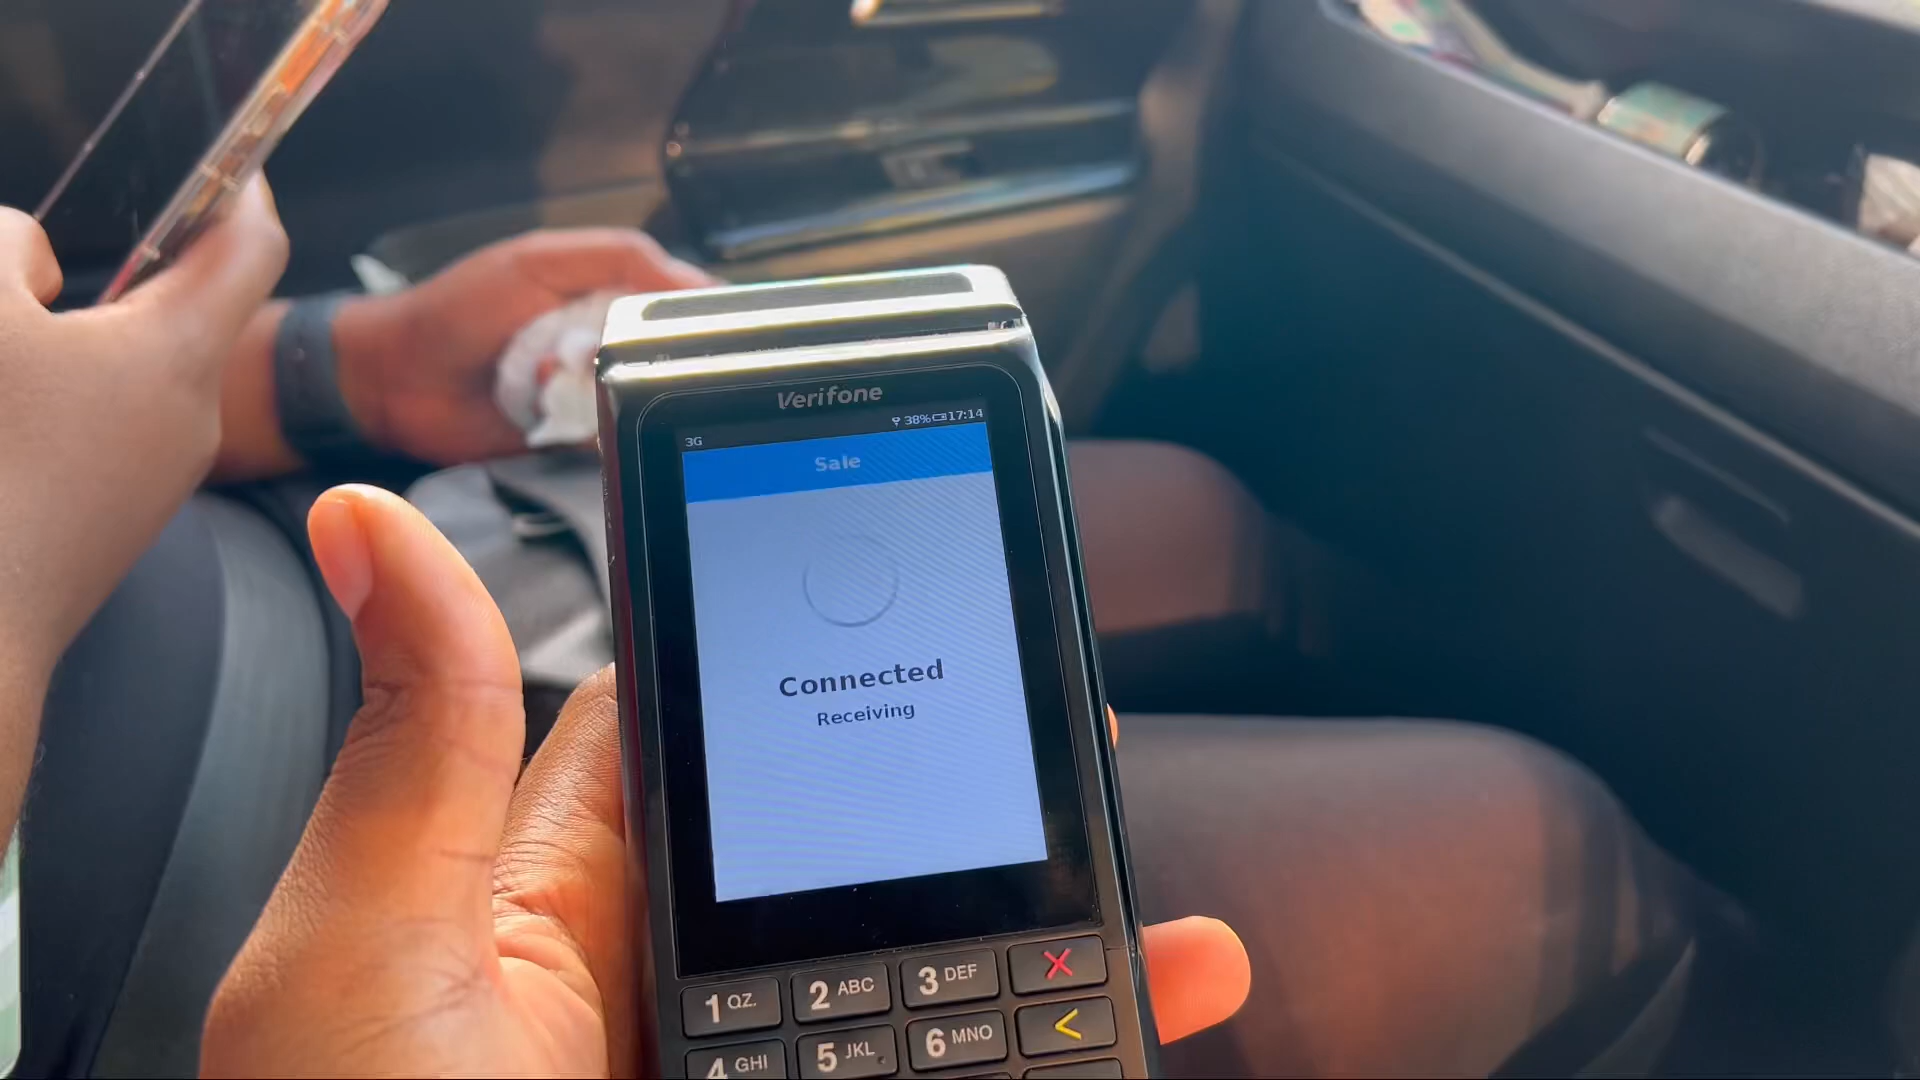 Verifone
3G 38% 17:14
Sale
Connected
Receiving
1 QZ. 2 ABC 3 DEF X
4 GHI 5 JKL 6 MNO <